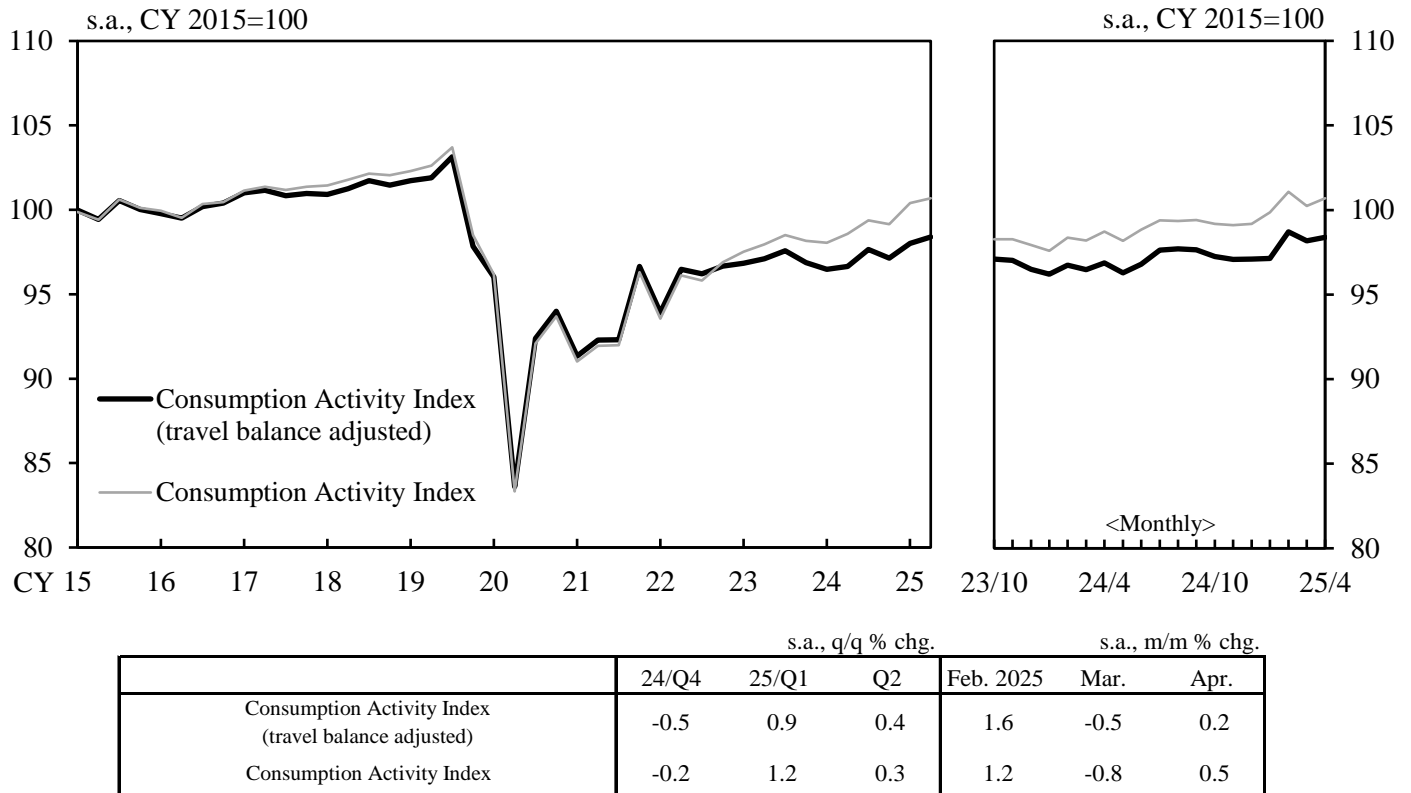 s.a., CY 2015=100
110
105
100
95
90
85
80
Consumption Activity Index
(travel balance adjusted)
Consumption Activity Index
CY 15 16 17 18 19 20 21 22 23 24 25
s.a., CY 2015=100
110
105
100
95
90
85
80
<Monthly>
23/10 24/4 24/10 25/4
s.a., q/q % chg. s.a., m/m % chg.
24/Q4 25/Q1 Q2 Feb. 2025 Mar. Apr.
Consumption Activity Index
(travel balance adjusted)
-0.5 0.9 0.4 1.6 -0.5 0.2
Consumption Activity Index -0.2 1.2 0.3 1.2 -0.8 0.5